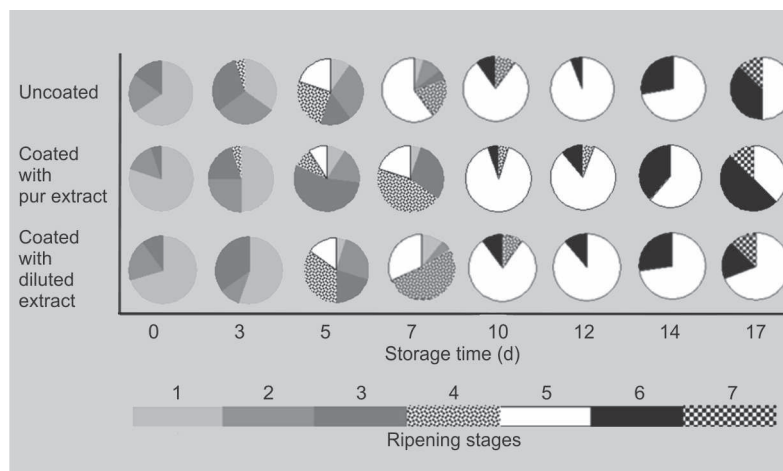 Uncoated
Coated
with
pur extract
Coated
with
diluted
extract
0 3 5 7 10 12 14 17
Storage time (d)
1 2 3 4 5 6 7
Ripening stages